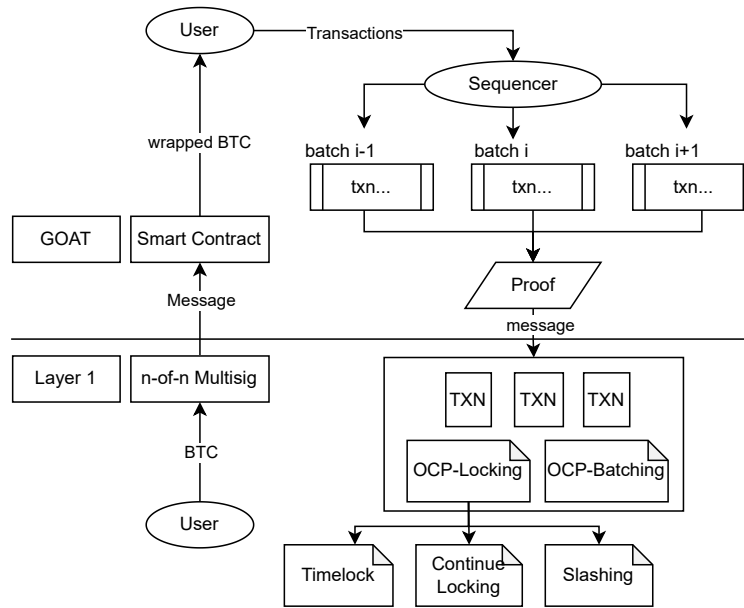 User
Transactions
Sequencer
wrapped BTC
batch i-1
batch i
batch i+1
txn...
txn...
txn...
GOAT
Smart Contract
Proof
Message
message
Layer 1
n-of-n Multisig
TXN
TXN
TXN
BTC
OCP-Locking
OCP-Batching
User
Timelock
Continue
Locking
Slashing